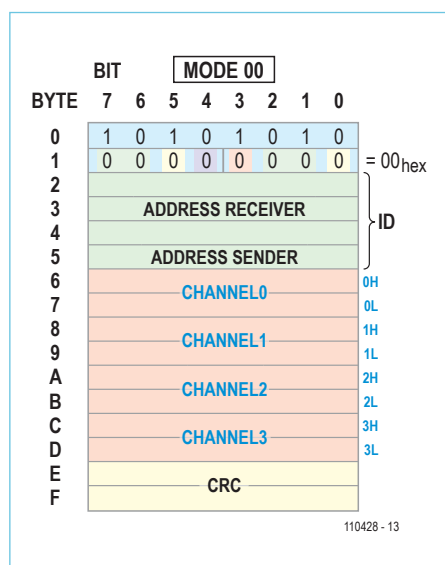 BIT MODE 00
BYTE 7 6 5 4 3 2 1 0
0 1 0 1 0 1 0 1 0
1 0 0 0 0 0 0 0 0 = 00hex
2
3 ADDRESS RECEIVER
ID
4
5 ADDRESS SENDER
6 0H
CHANNEL0
7 0L
8 1H
CHANNEL1
9 1L
A 2H
CHANNEL2
B 2L
C 3H
CHANNEL3
D 3L
E
CRC
F
110428 - 13